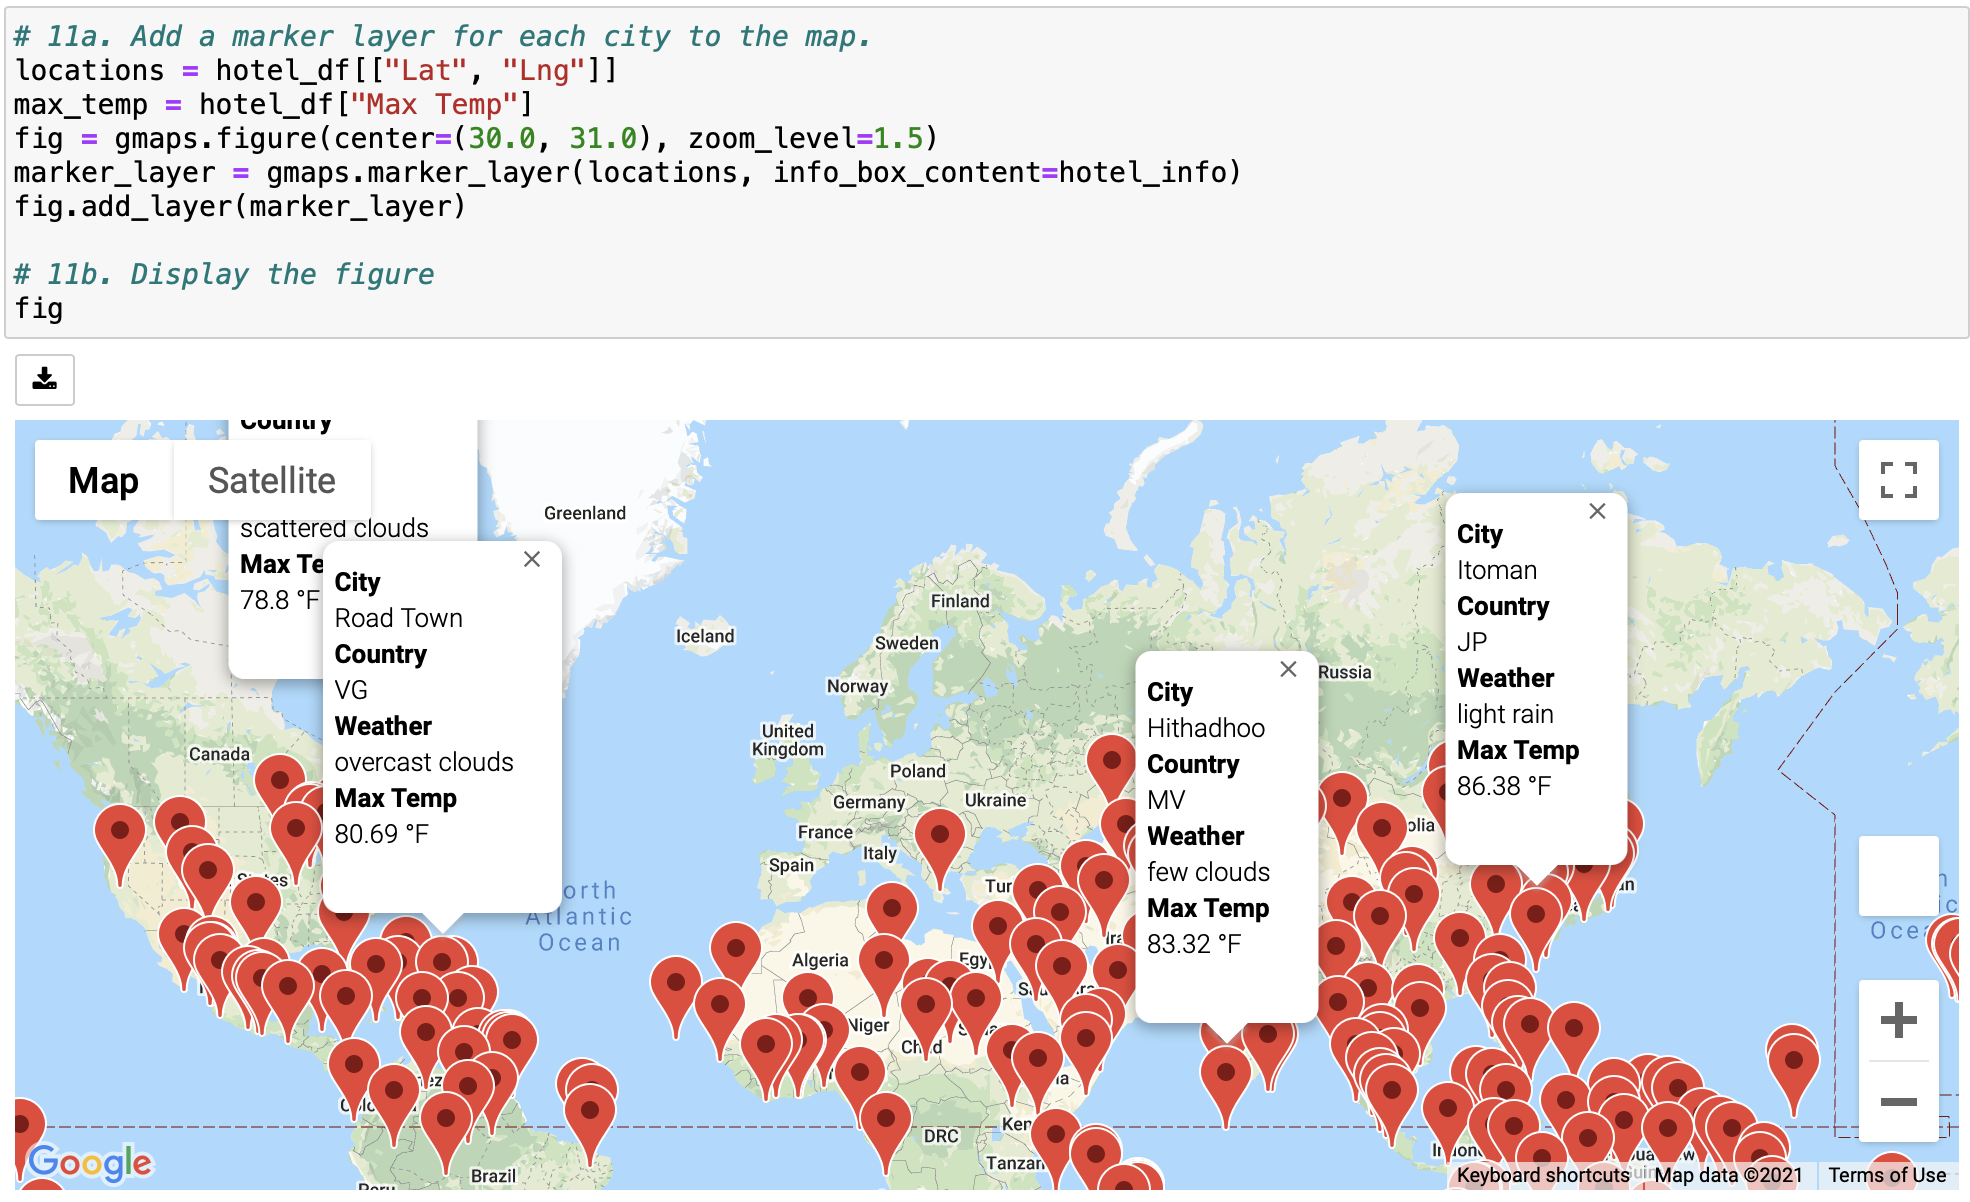 # 11a. Add a marker layer for each city to the map.
locations = hotel_df[["Lat", "Lng"]]
max_temp = hotel_df["Max Temp"]
fig = gmaps.figure(center=(30.0, 31.0), zoom_level=1.5)
marker_layer = gmaps.marker_layer(locations, info_box_content=hotel_info)
fig.add_layer(marker_layer)
# 11b. Display the figure
fig
Country
Map
Satellite
scattered clouds
Max Te
78.8 °F
City
Road Town
Country
VG
Weather
overcast clouds
Max Temp
80.69 °F
City
Hithadhoo
Country
MV
Weather
few clouds
Max Temp
83.32 °F
City
Itoman
Country
JP
Weather
light rain
Max Temp
86.38 °F
Greenland
Iceland
Finland
Sweden
Norway
Russia
United
Kingdom
Canada
Poland
Germany
Ukraine
France
Italy
Spain
Tur
orth
Atlantic
Ocean
Algeria
Egy
Niger
Ch d
DRC
Ken
Tanzan
Brazil
Google
Keyboard shortcuts
Map data ©2021
Terms of Use